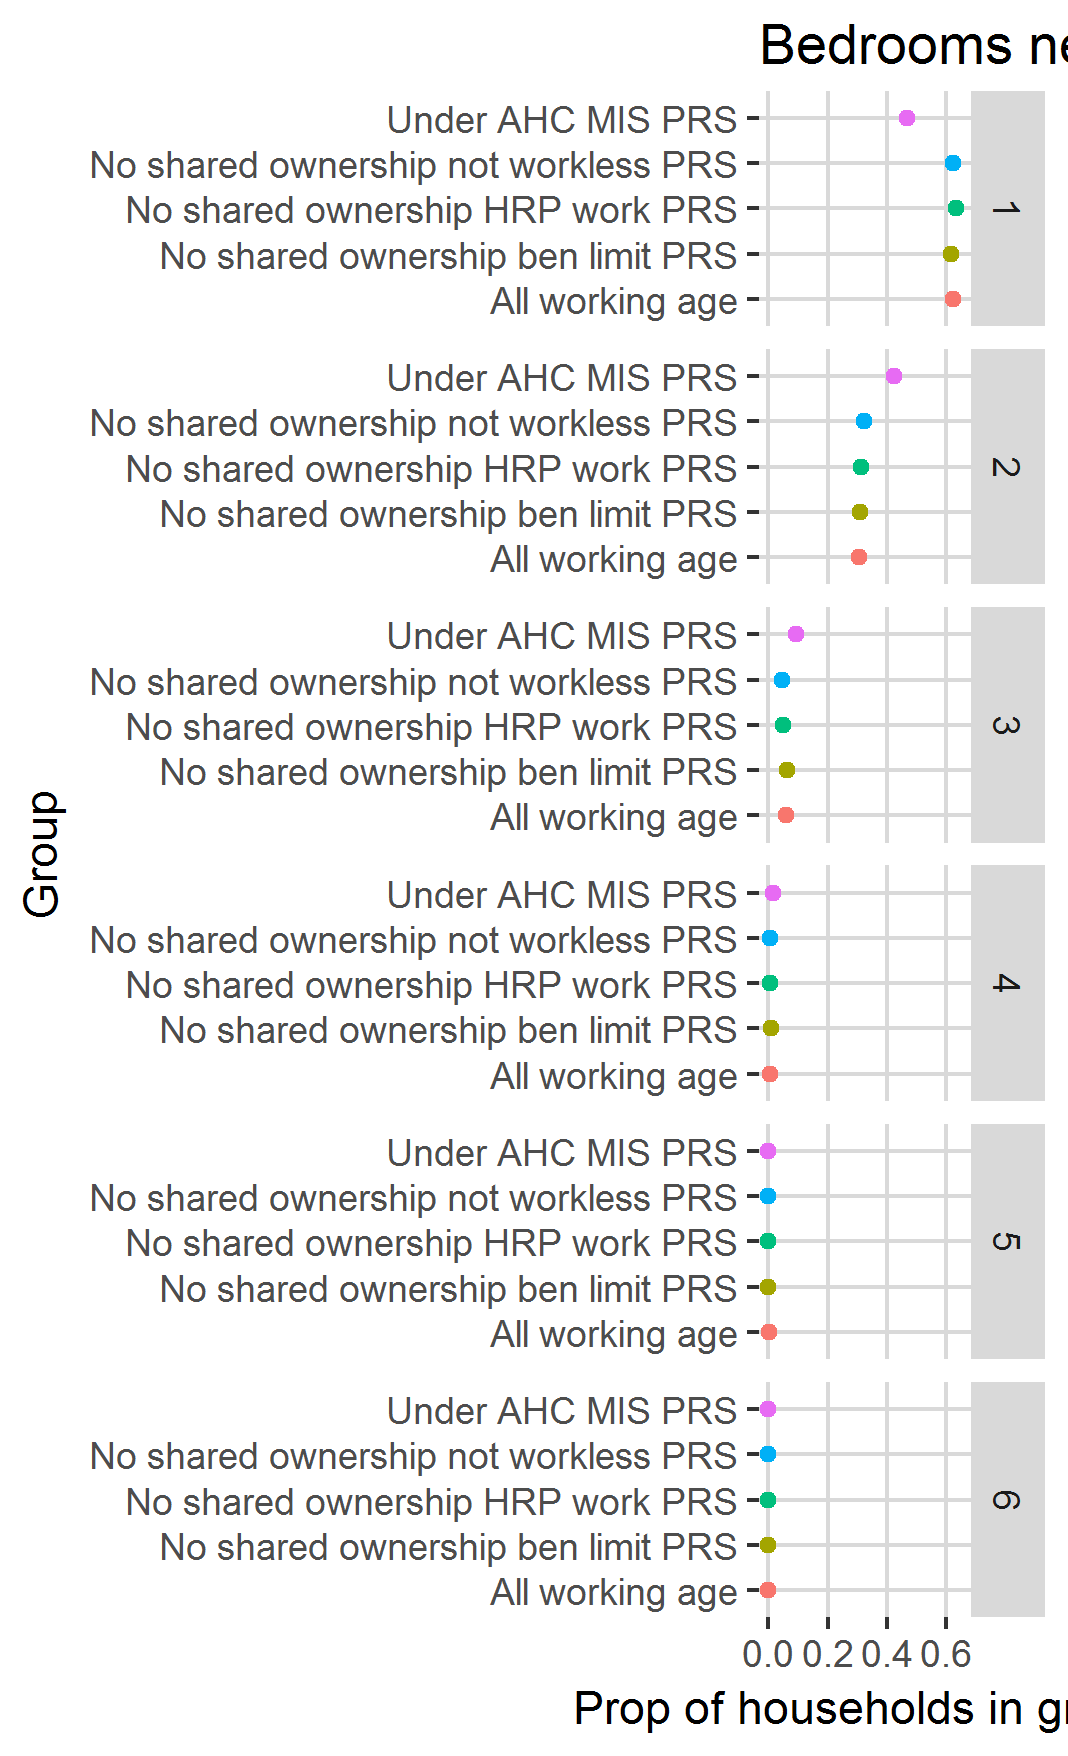 Bedrooms ne
Under AHC MIS PRS
No shared ownership not workless PRS
No shared ownership HRP work PRS
No shared ownership ben limit PRS
All working age
1
Under AHC MIS PRS
No shared ownership not workless PRS
No shared ownership HRP work PRS
No shared ownership ben limit PRS
All working age
2
Under AHC MIS PRS
No shared ownership not workless PRS
No shared ownership HRP work PRS
No shared ownership ben limit PRS
All working age
3
Group
Under AHC MIS PRS
No shared ownership not workless PRS
No shared ownership HRP work PRS
No shared ownership ben limit PRS
All working age
4
Under AHC MIS PRS
No shared ownership not workless PRS
No shared ownership HRP work PRS
No shared ownership ben limit PRS
All working age
5
Under AHC MIS PRS
No shared ownership not workless PRS
No shared ownership HRP work PRS
No shared ownership ben limit PRS
All working age
6
0.0 0.2 0.4 0.6
Prop of households in gr